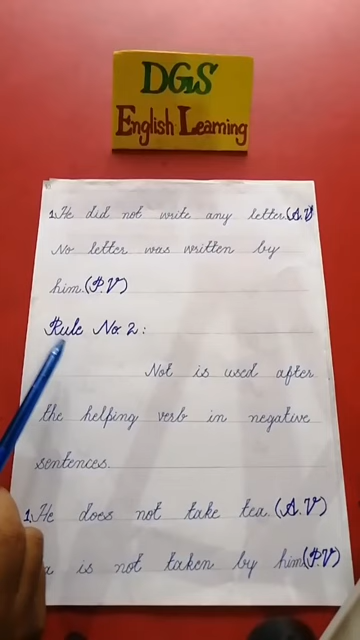 DGS
English Learning
1. He did not write any letter. (A.V)
No letter was written by
him. (P.V)
Rule No 2:
Not is used after
the helping verb in negative
sentences.
1. He does not take tea. (A.V)
is not taken by him. (P.V)